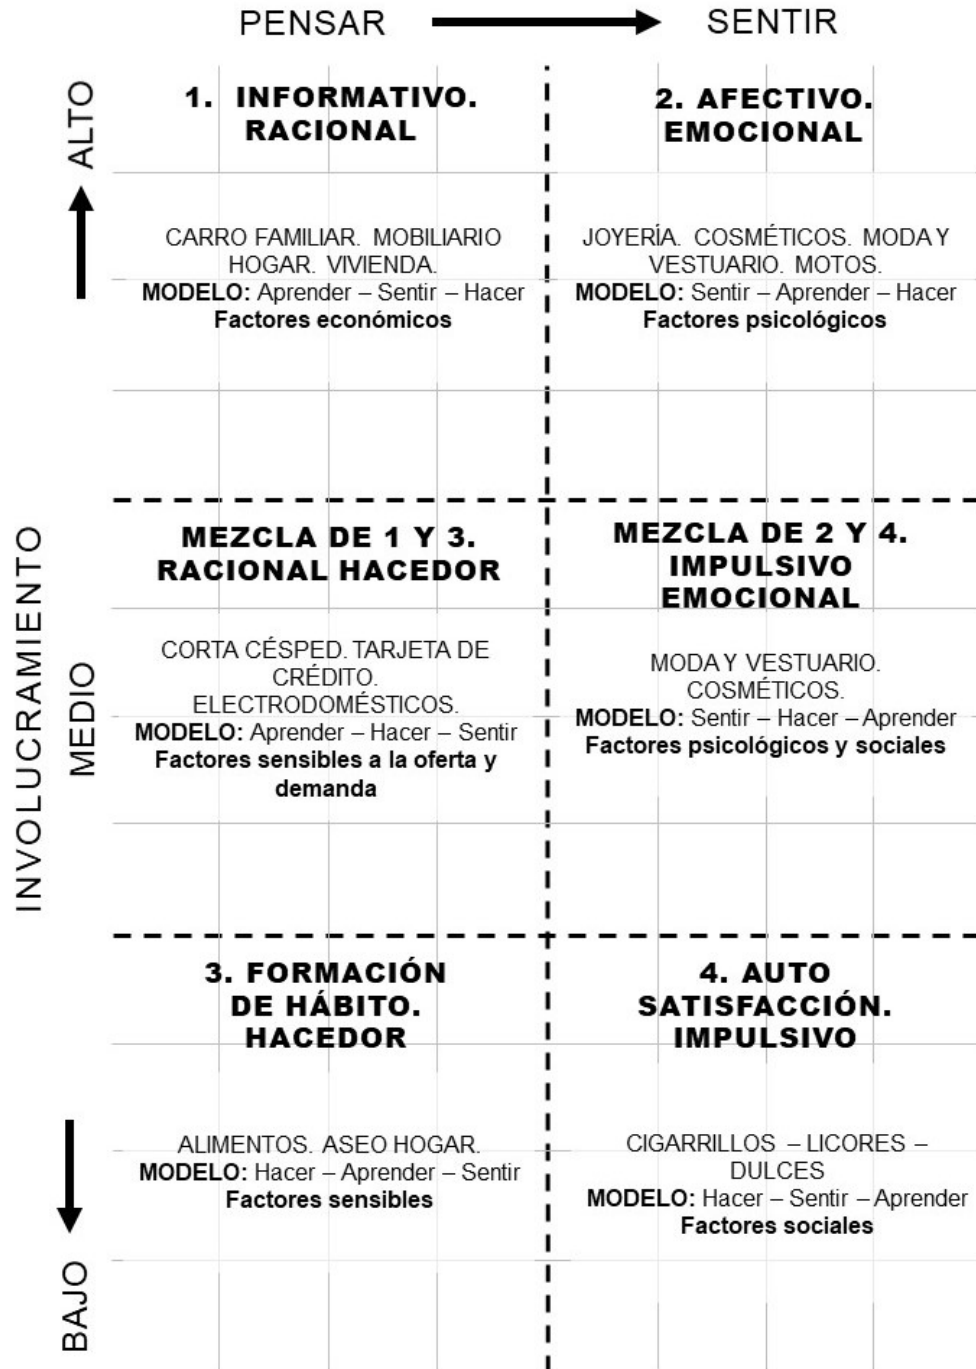 PENSAR
SENTIR
ALTO
1. INFORMATIVO.
RACIONAL
2. AFECTIVO.
EMOCIONAL
CARRO FAMILIAR. MOBILIARIO
HOGAR. VIVIENDA.
MODELO: Aprender – Sentir – Hacer
Factores económicos
JOYERÍA. COSMÉTICOS. MODA Y
VESTUARIO. MOTOS.
MODELO: Sentir – Aprender – Hacer
Factores psicológicos
INVOLUCRAMIENTO
MEDIO
MEZCLA DE 1 Y 3.
RACIONAL HACEDOR
MEZCLA DE 2 Y 4.
IMPULSIVO
EMOCIONAL
CORTA CÉSPED. TARJETA DE
CRÉDITO.
ELECTRODOMÉSTICOS.
MODELO: Aprender – Hacer – Sentir
Factores sensibles a la oferta y
demanda
MODA Y VESTUARIO.
COSMÉTICOS.
MODELO: Sentir – Hacer – Aprender
Factores psicológicos y sociales
BAJO
3. FORMACIÓN
DE HÁBITO.
HACEDOR
4. AUTO
SATISFACCIÓN.
IMPULSIVO
ALIMENTOS. ASEO HOGAR.
MODELO: Hacer – Aprender – Sentir
Factores sensibles
CIGARRILLOS – LICORES –
DULCES
MODELO: Hacer – Sentir – Aprender
Factores sociales